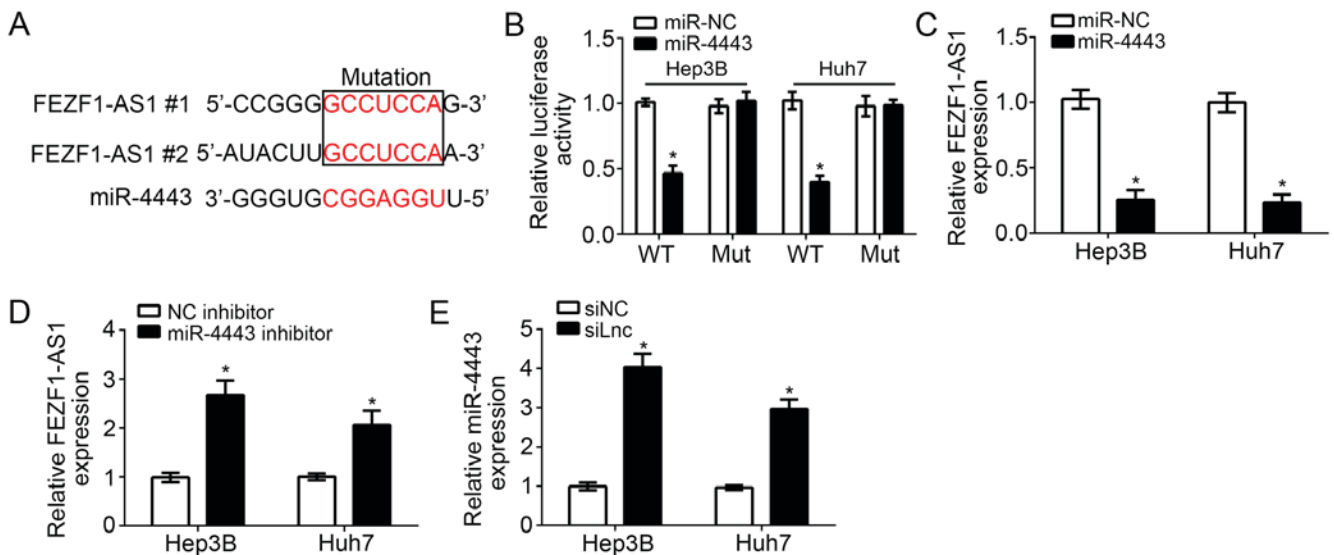 A
Mutation
FEZF1-AS1 #1 5’-CCGGGGCCUCCAG-3’
FEZF1-AS1 #2 5’-AUACUUGCCUCCAA-3’
miR-4443 3’-GGGUGCGGAGGUU-5’
B
miR-NC
miR-4443
Hep3B Huh7
Relative luciferase
activity
1.5
1.0
0.5
0.0
* *
WT Mut WT Mut
C
miR-NC
miR-4443
Relative FEZF1-AS1
expression
1.5
1.0
0.5
0.0
* *
Hep3B Huh7
D
NC inhibitor
miR-4443 inhibitor
Relative FEZF1-AS1
expression
4
3
2
1
0
* *
Hep3B Huh7
E
siNC
siLnc
Relative miR-4443
expression
5
4
3
2
1
0
* *
Hep3B Huh7